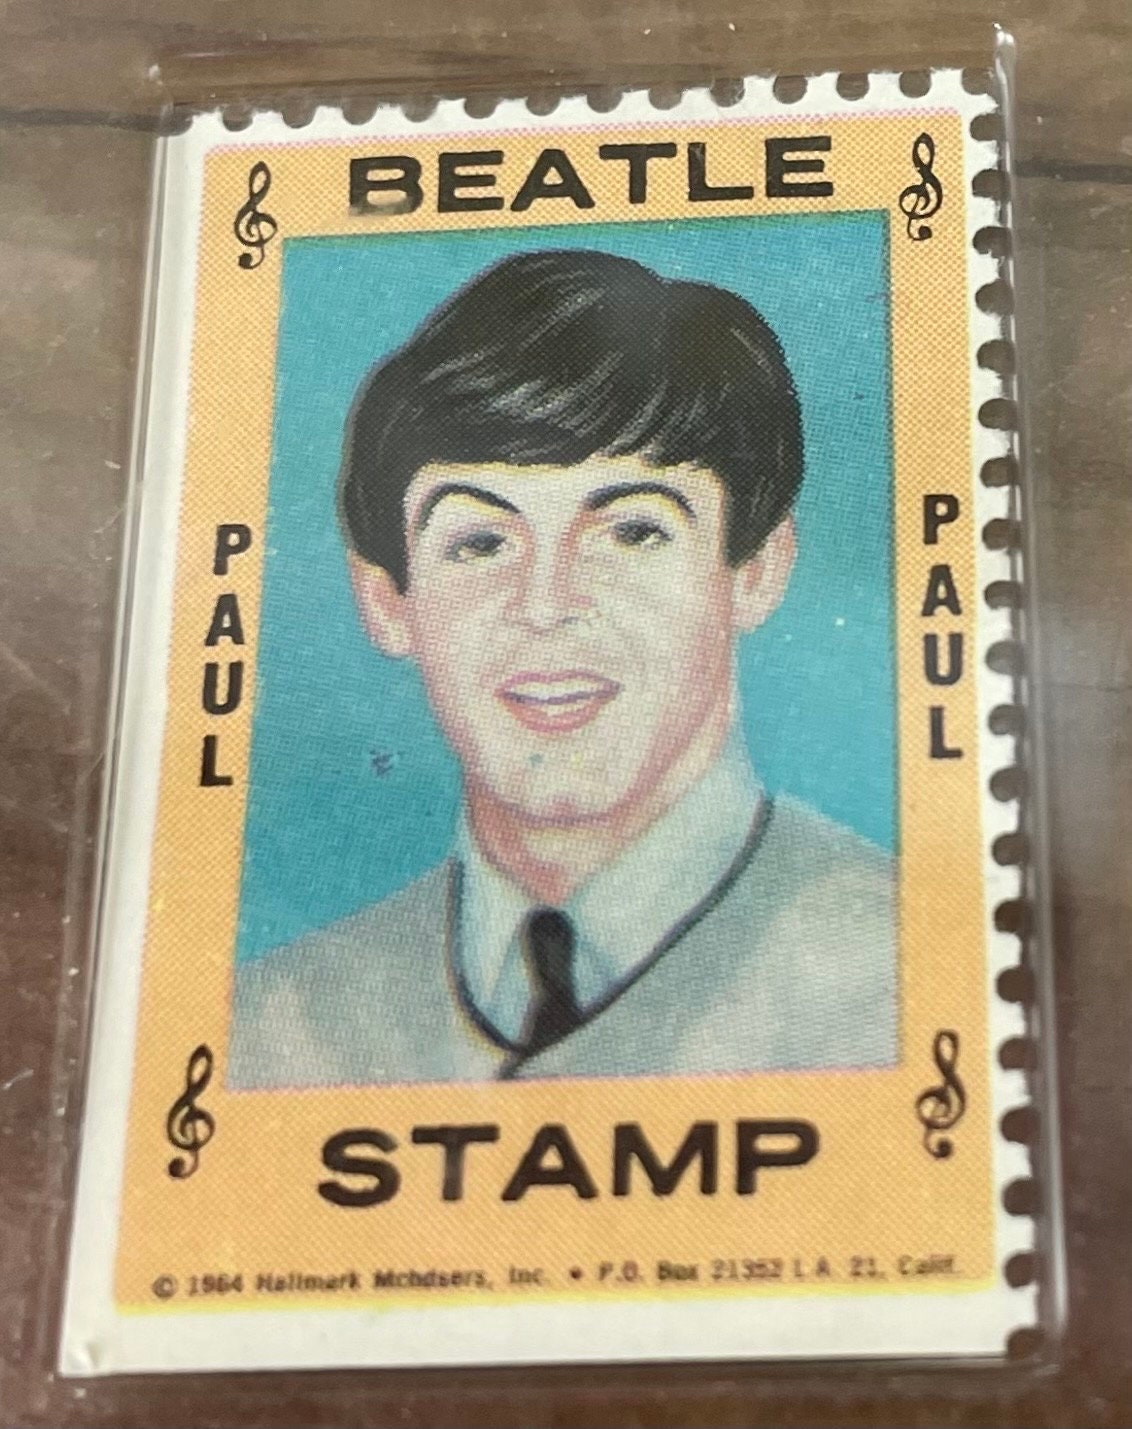 BEATLE
PAUL
PAUL
STAMP
© 1964 Hallmark Mchdsers, Inc. • P.O. Box 21352 L A 21, Calif.